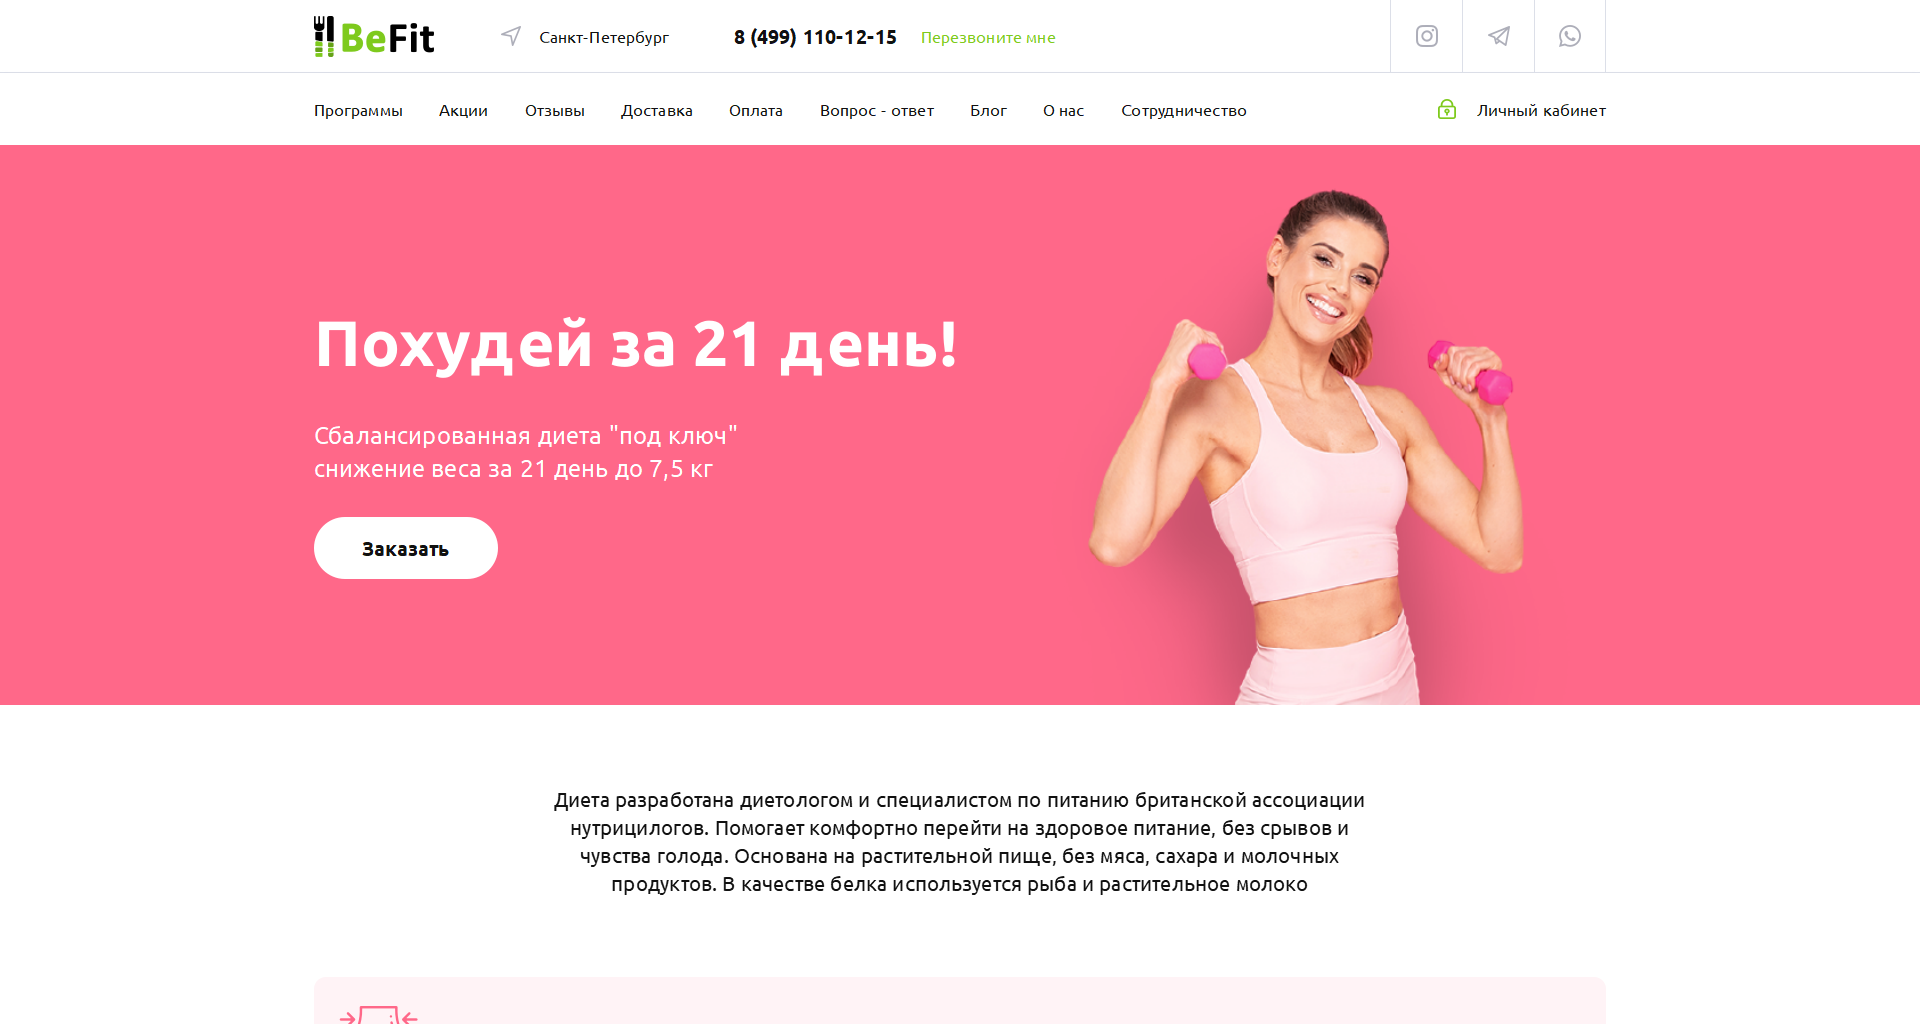 BeFit
Санкт-Петербург
8 (499) 110-12-15
Перезвоните мне
Программы
Акции
Отзывы
Доставка
Оплата
Вопрос - ответ
Блог
О нас
Сотрудничество
Личный кабинет
Похудей за 21 день!
Сбалансированная диета "под ключ"
снижение веса за 21 день до 7,5 кг
Заказать
Диета разработана диетологом и специалистом по питанию британской ассоциации
нутрицилогов. Помогает комфортно перейти на здоровое питание, без срывов и
чувства голода. Основана на растительной пище, без мяса, сахара и молочных
продуктов. В качестве белка используется рыба и растительное молоко